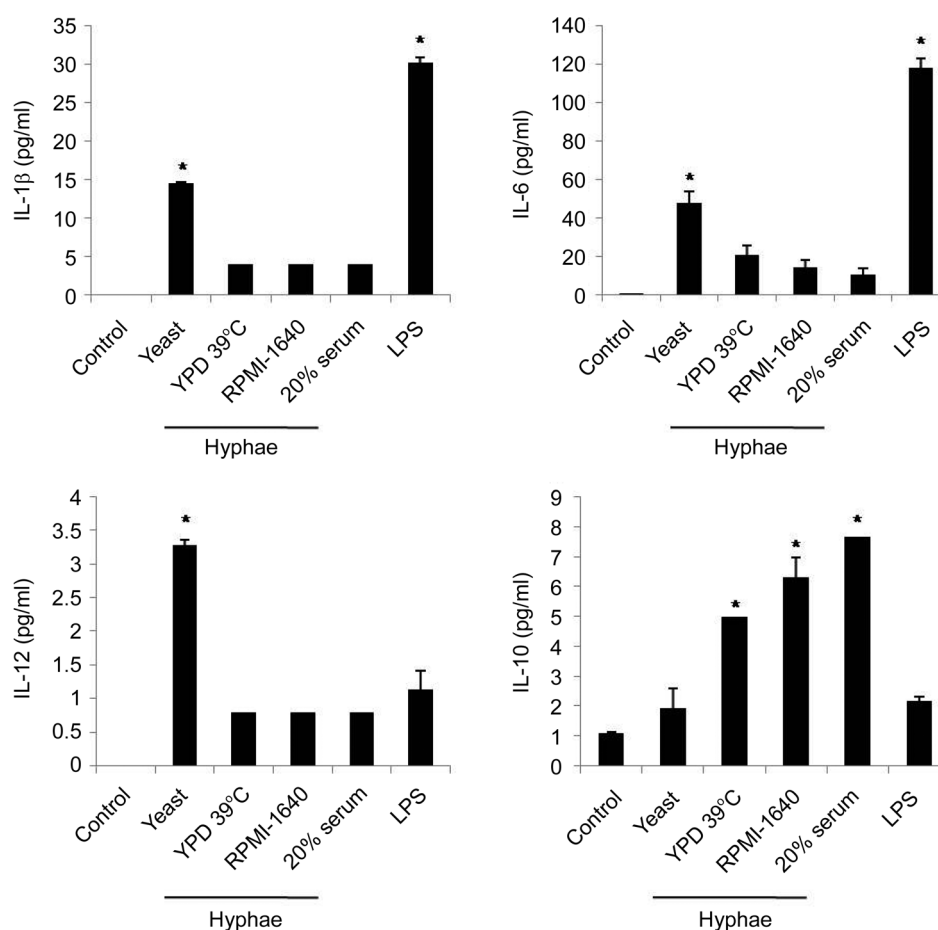 35
30
25
20
15
10
5
0
IL-1β (pg/ml)
*
*
Control
Yeast
YPD 39°C
RPMI-1640
20% serum
LPS
Hyphae
140
120
100
80
60
40
20
0
IL-6 (pg/ml)
*
*
Control
Yeast
YPD 39°C
RPMI-1640
20% serum
LPS
Hyphae
4
3.5
3
2.5
2
1.5
1
0.5
0
IL-12 (pg/ml)
*
Control
Yeast
YPD 39°C
RPMI-1640
20% serum
LPS
Hyphae
9
8
7
6
5
4
3
2
1
0
IL-10 (pg/ml)
*
*
*
Control
Yeast
YPD 39°C
RPMI-1640
20% serum
LPS
Hyphae